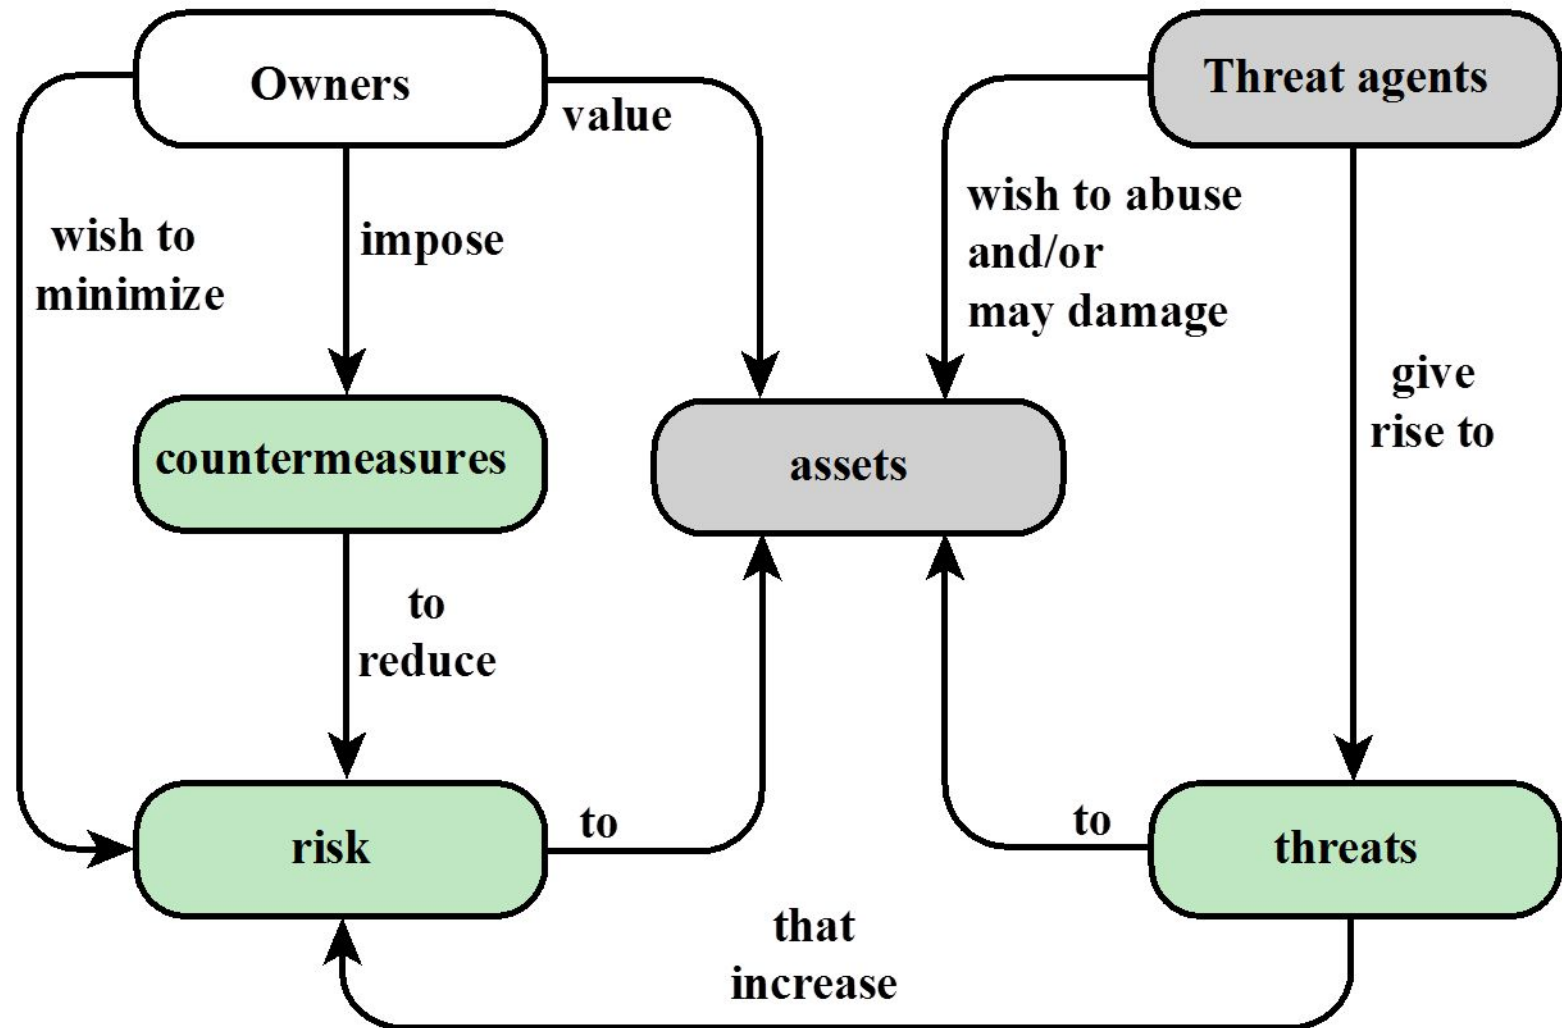 Owners
Threat agents
value
wish to
minimize
impose
wish to abuse
and/or
may damage
give
rise to
countermeasures
assets
to
reduce
risk
to
to
threats
that
increase